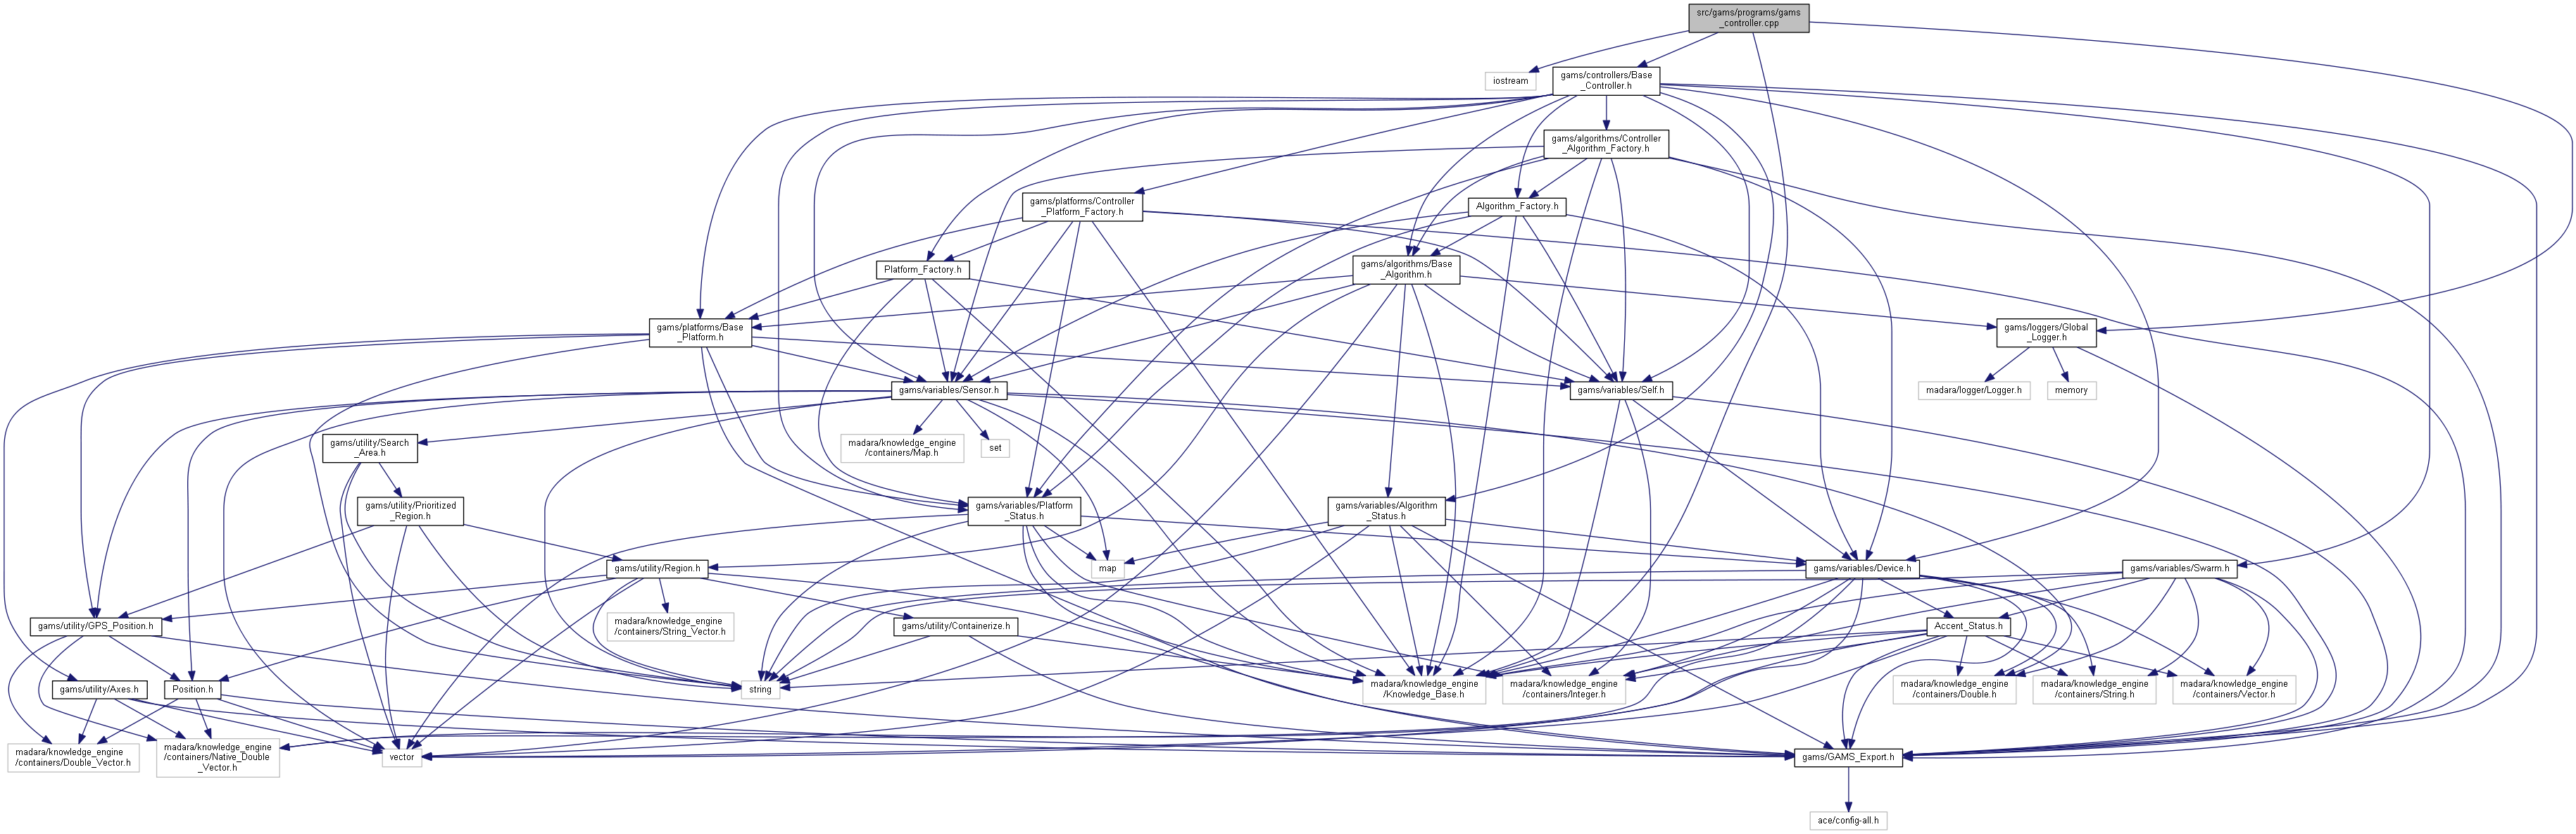 src/gams/programs/gams
_controller.cpp
iostream
gams/controllers/Base
_Controller.h
gams/algorithms/Controller
_Algorithm_Factory.h
gams/platforms/Controller
_Platform_Factory.h
Algorithm_Factory.h
Platform_Factory.h
gams/algorithms/Base
_Algorithm.h
gams/platforms/Base
_Platform.h
gams/loggers/Global
_Logger.h
gams/variables/Sensor.h
gams/variables/Self.h
madara/logger/Logger.h
memory
gams/utility/Search
_Area.h
madara/knowledge_engine
/containers/Map.h
set
gams/utility/Prioritized
_Region.h
gams/variables/Platform
_Status.h
gams/variables/Algorithm
_Status.h
gams/utility/Region.h
map
gams/variables/Device.h
gams/variables/Swarm.h
gams/utility/GPS_Position.h
madara/knowledge_engine
/containers/String_Vector.h
gams/utility/Containerize.h
Accent_Status.h
gams/utility/Axes.h
Position.h
string
madara/knowledge_engine
/Knowledge_Base.h
madara/knowledge_engine
/containers/Integer.h
madara/knowledge_engine
/containers/Double.h
madara/knowledge_engine
/containers/String.h
madara/knowledge_engine
/containers/Vector.h
madara/knowledge_engine
/containers/Double_Vector.h
madara/knowledge_engine
/containers/Native_Double
_Vector.h
vector
gams/GAMS_Export.h
ace/config-all.h